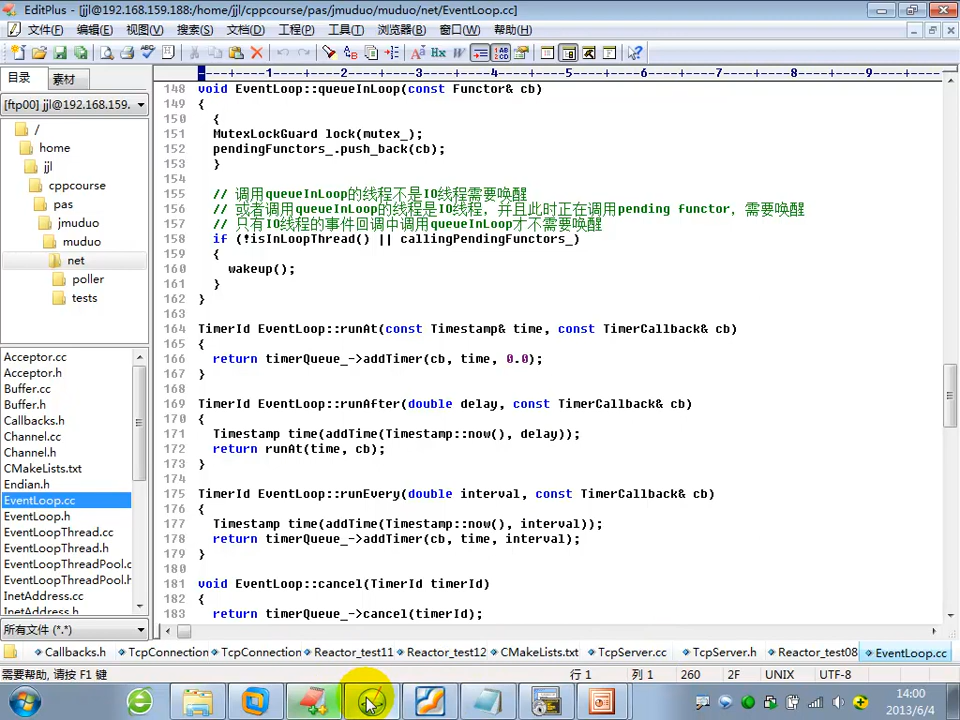 EditPlus - [jjl@192.168.159.188:/home/jjl/cppcourse/pas/jmuduo/muduo/net/EventLoop.cc]
文件(F) 编辑(E) 视图(V) 搜索(S) 文档(D) 工程(P) 工具(T) 浏览器(B) 窗口(W) 帮助(H)
目录 素材
[ftp00] jjl@192.168.159.
/
home
jjl
cppcourse
pas
jmuduo
muduo
net
poller
tests
Acceptor.cc
Acceptor.h
Buffer.cc
Buffer.h
Callbacks.h
Channel.cc
Channel.h
CMakeLists.txt
Endian.h
EventLoop.cc
EventLoop.h
EventLoopThread.cc
EventLoopThread.h
EventLoopThreadPool.c
EventLoopThreadPool.h
InetAddress.cc
InetAddress.h
所有文件 (*.*)
----+----1----+----2----+----3----+----4----+----5----+----6----+----7----+----8----+----9----+--
148 void EventLoop::queueInLoop(const Functor& cb)
149 {
150 {
151 MutexLockGuard lock(mutex_);
152 pendingFunctors_.push_back(cb);
153 }
154
155 // 调用queueInLoop的线程不是IO线程需要唤醒
156 // 或者调用queueInLoop的线程是IO线程，并且此时正在调用pending functor，需要唤醒
157 // 只有IO线程的事件回调中调用queueInLoop才不需要唤醒
158 if (!isInLoopThread() || callingPendingFunctors_)
159 {
160 wakeup();
161 }
162 }
163
164 TimerId EventLoop::runAt(const Timestamp& time, const TimerCallback& cb)
165 {
166 return timerQueue_->addTimer(cb, time, 0.0);
167 }
168
169 TimerId EventLoop::runAfter(double delay, const TimerCallback& cb)
170 {
171 Timestamp time(addTime(Timestamp::now(), delay));
172 return runAt(time, cb);
173 }
174
175 TimerId EventLoop::runEvery(double interval, const TimerCallback& cb)
176 {
177 Timestamp time(addTime(Timestamp::now(), interval));
178 return timerQueue_->addTimer(cb, time, interval);
179 }
180
181 void EventLoop::cancel(TimerId timerId)
182 {
183 return timerQueue_->cancel(timerId);
Callbacks.h TcpConnection TcpConnection Reactor_test11 Reactor_test12 CMakeLists.txt TcpServer.cc TcpServer.h Reactor_test08 EventLoop.cc
需要帮助, 请按 F1 键 行 1 列 1 260 2F UNIX UTF-8
14:00
2013/6/4